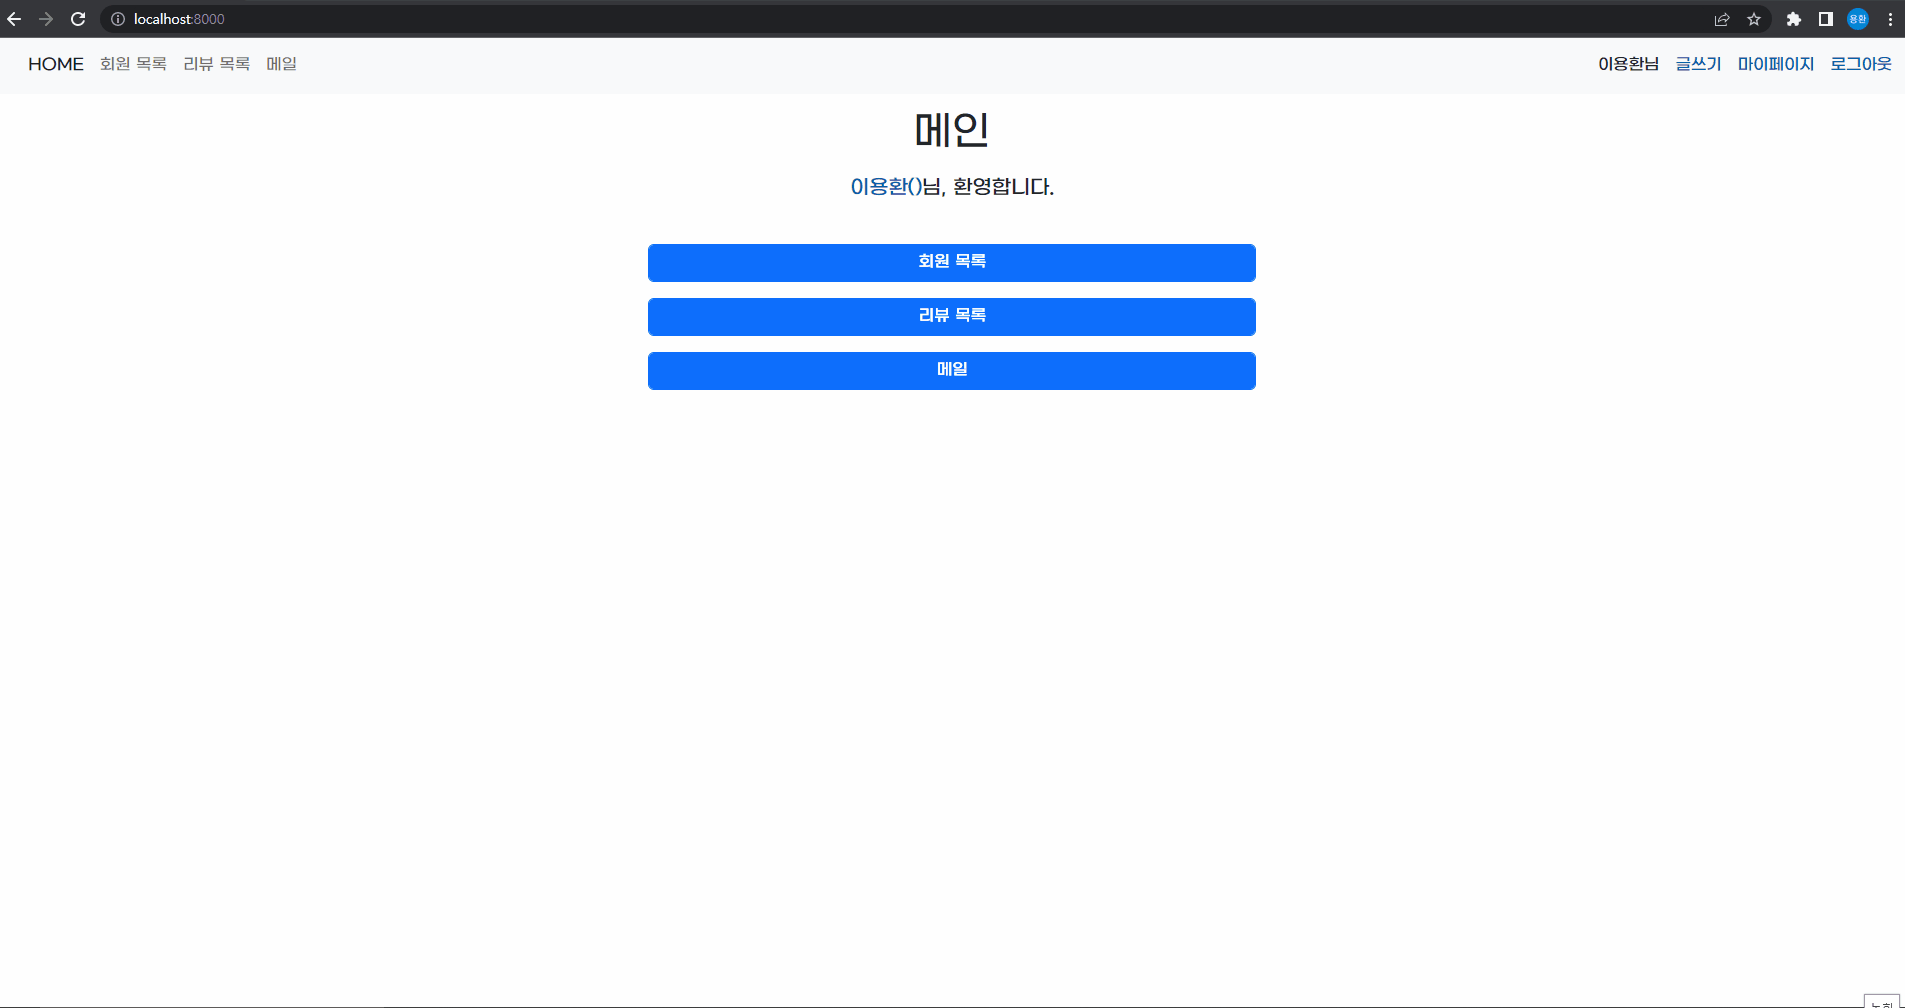 localhost:8000
용환
HOME 회원 목록 리뷰 목록 메일
이용환님 글쓰기 마이페이지 로그아웃
메인
이용환()님, 환영합니다.
회원 목록
리뷰 목록
메일